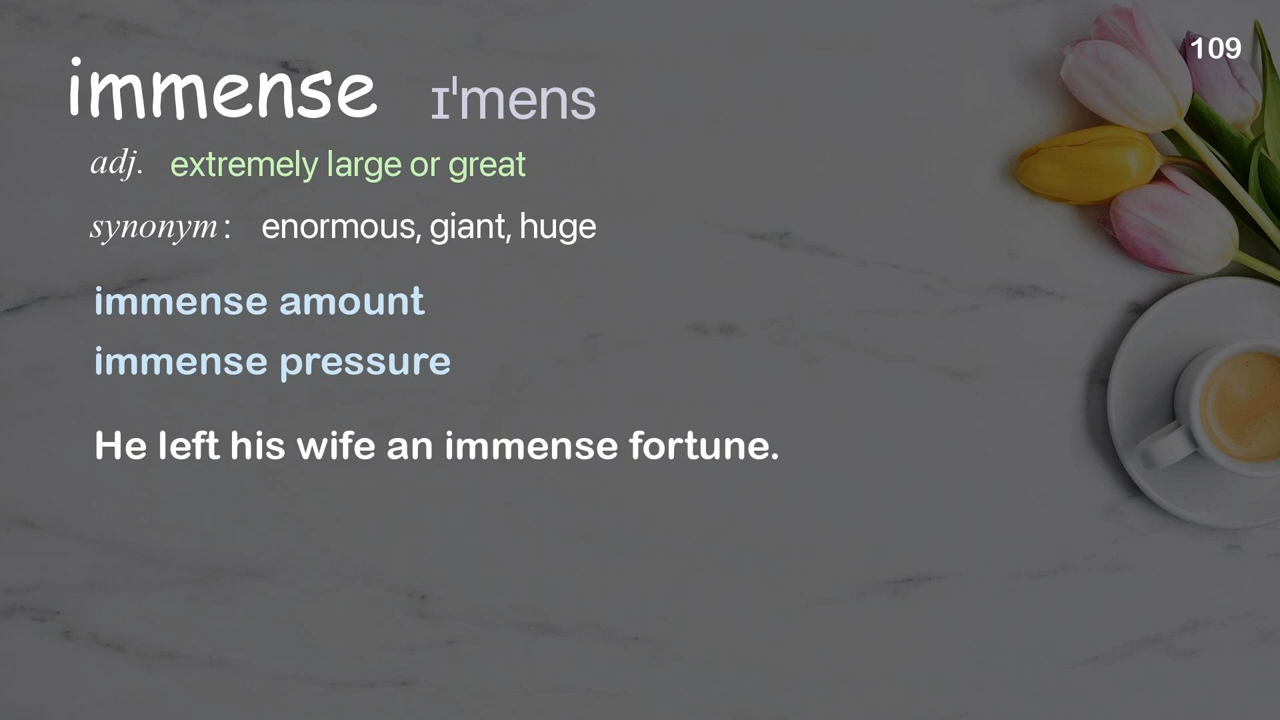 109
immense ɪ'mens
adj. extremely large or great
synonym: enormous, giant, huge
immense amount
immense pressure
He left his wife an immense fortune.